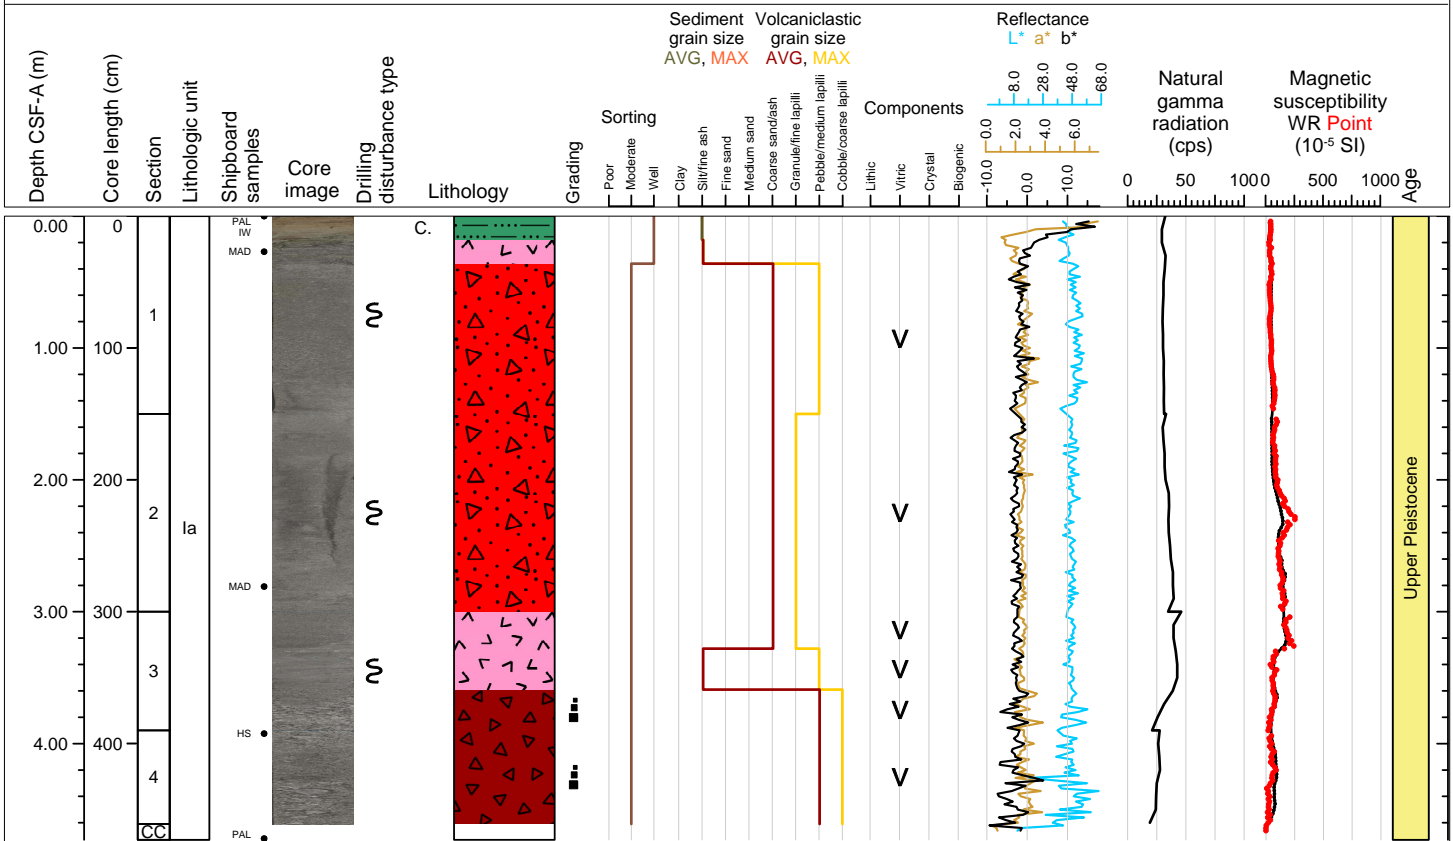 Depth CSF-A (m)
Core length (cm)
Section
Lithologic unit
Shipboard
samples
Core
image
Drilling
disturbance type
Lithology
Grading
Sorting
Poor
Moderate
Well
Sediment
grain size
AVG, MAX
Volcaniclastic
grain size
AVG, MAX
Clay
Silt/fine ash
Fine sand
Medium sand
Coarse sand/ash
Granule/fine lapilli
Pebble/medium lapilli
Cobble/coarse lapilli
Components
Lithic
Vitric
Crystal
Biogenic
Reflectance
L* a* b*
8.0 28.0 48.0 68.0
0.0 2.0 4.0 6.0
-10.0 0.0 10.0
Natural
gamma
radiation
(cps)
0 50 100
Magnetic
susceptibility
WR Point
(10-5 SI)
0 500 1000
Age
0.00 0
1.00 100
2.00 200
3.00 300
4.00 400
1
2
3
4
CC
Ia
PAL
IW
MAD
MAD
HS
PAL
C.
V
V
V
V
V
V
Upper Pleistocene